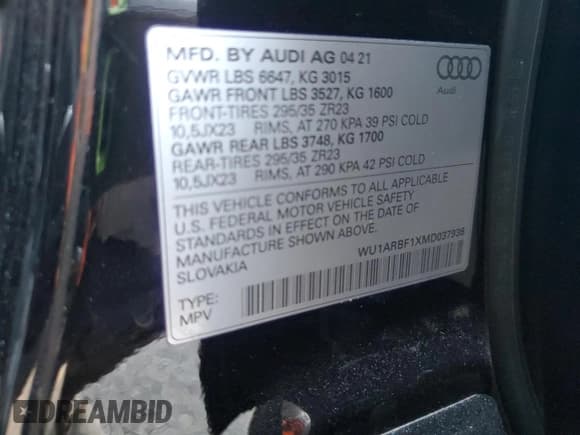 MFD. BY AUDI AG 04 21
GVWR LBS 6647, KG 3015
GAWR FRONT LBS 3527, KG 1600
FRONT-TIRES 295/35 ZR23
10,5JX23 RIMS, AT 270 KPA 39 PSI COLD
GAWR REAR LBS 3748, KG 1700
REAR-TIRES 295/35 ZR23
10,5JX23 RIMS, AT 290 KPA 42 PSI COLD
Audi
THIS VEHICLE CONFORMS TO ALL APPLICABLE
U.S. FEDERAL MOTOR VEHICLE SAFETY
STANDARDS IN EFFECT ON THE DATE OF
MANUFACTURE SHOWN ABOVE.
SLOVAKIA
WU1ARBF1XMD037936
TYPE:
MPV
DREAMBID